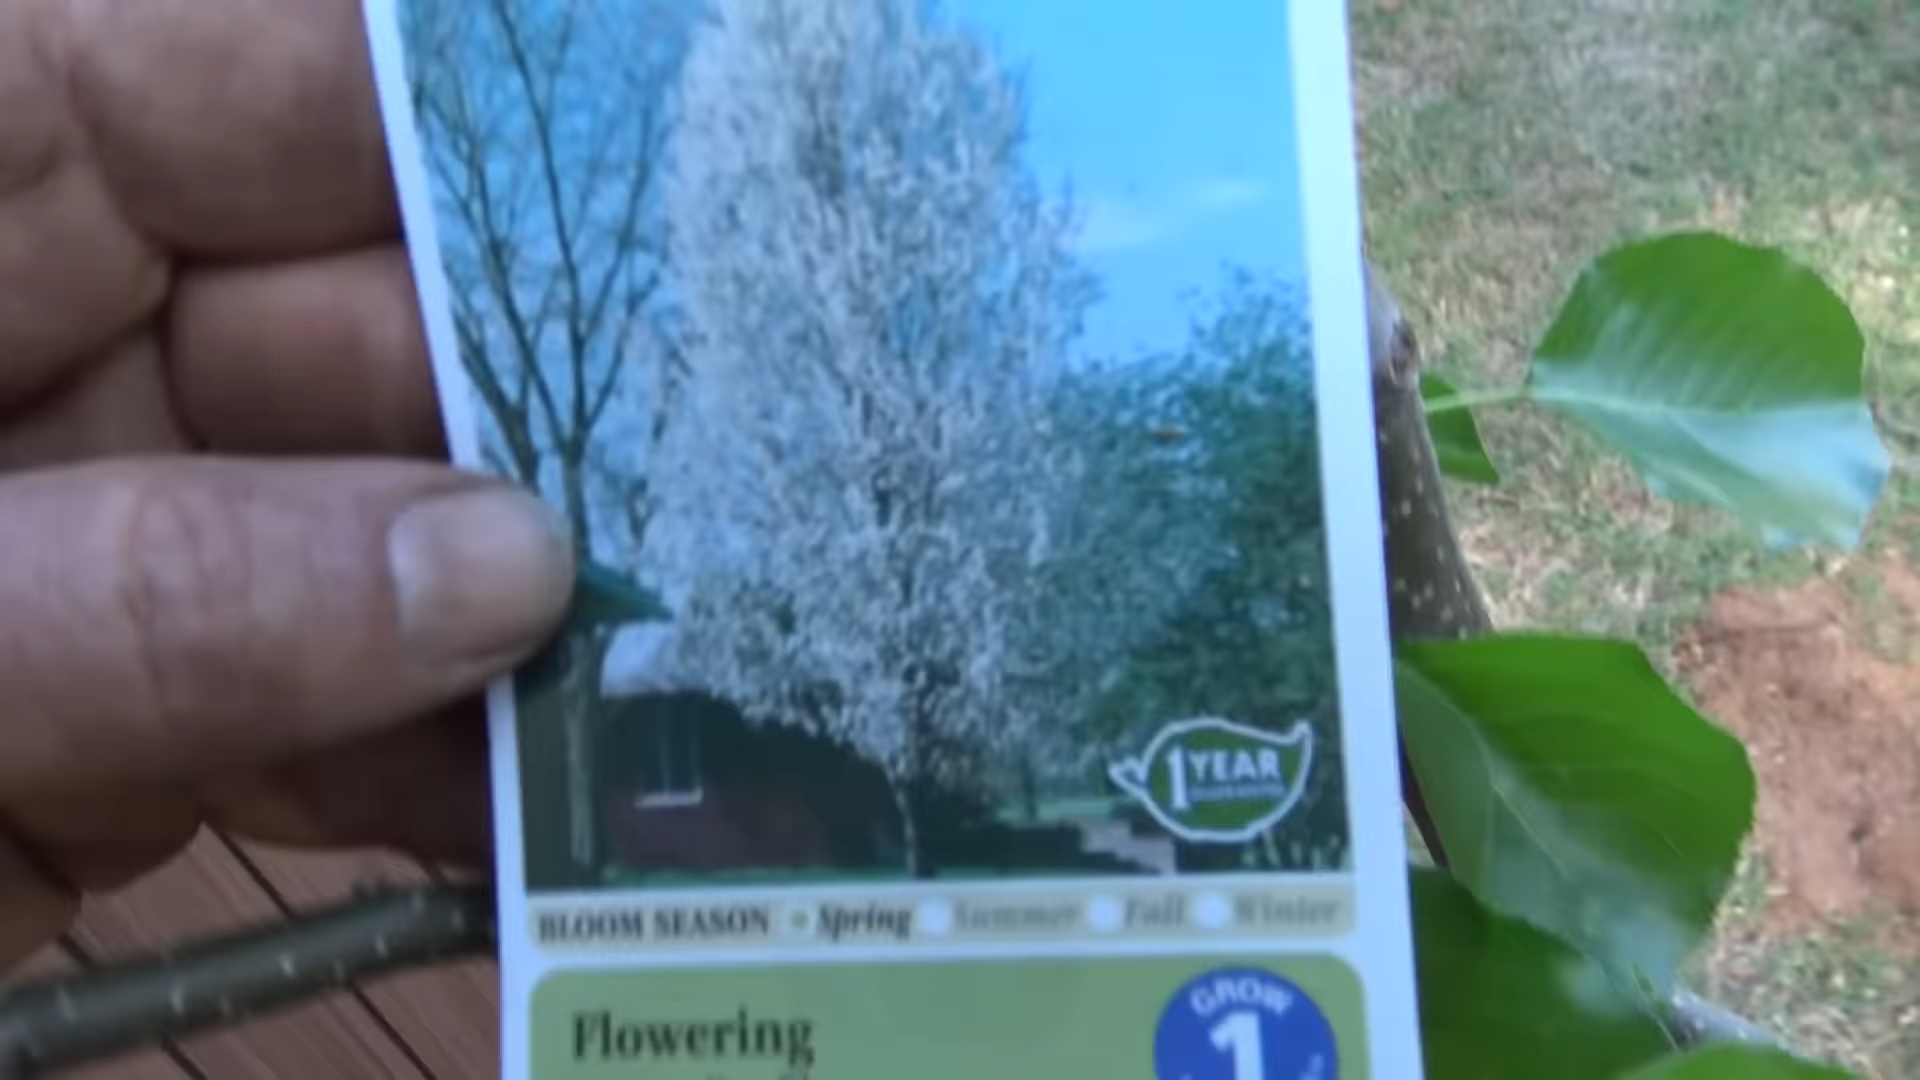 1 YEAR
BLOOM SEASON Spring Summer Fall Winter
Flowering
GROW
1